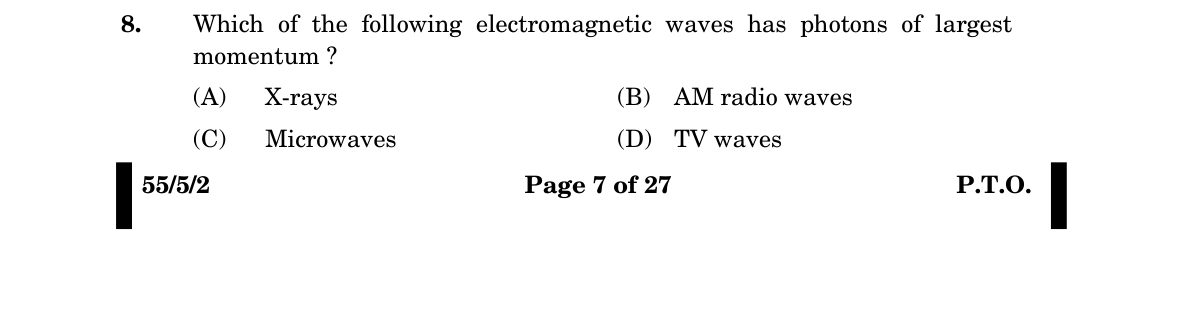 8. Which of the following electromagnetic waves has photons of largest
momentum ?
(A) X-rays (B) AM radio waves
(C) Microwaves (D) TV waves
55/5/2 Page 7 of 27 P.T.O.